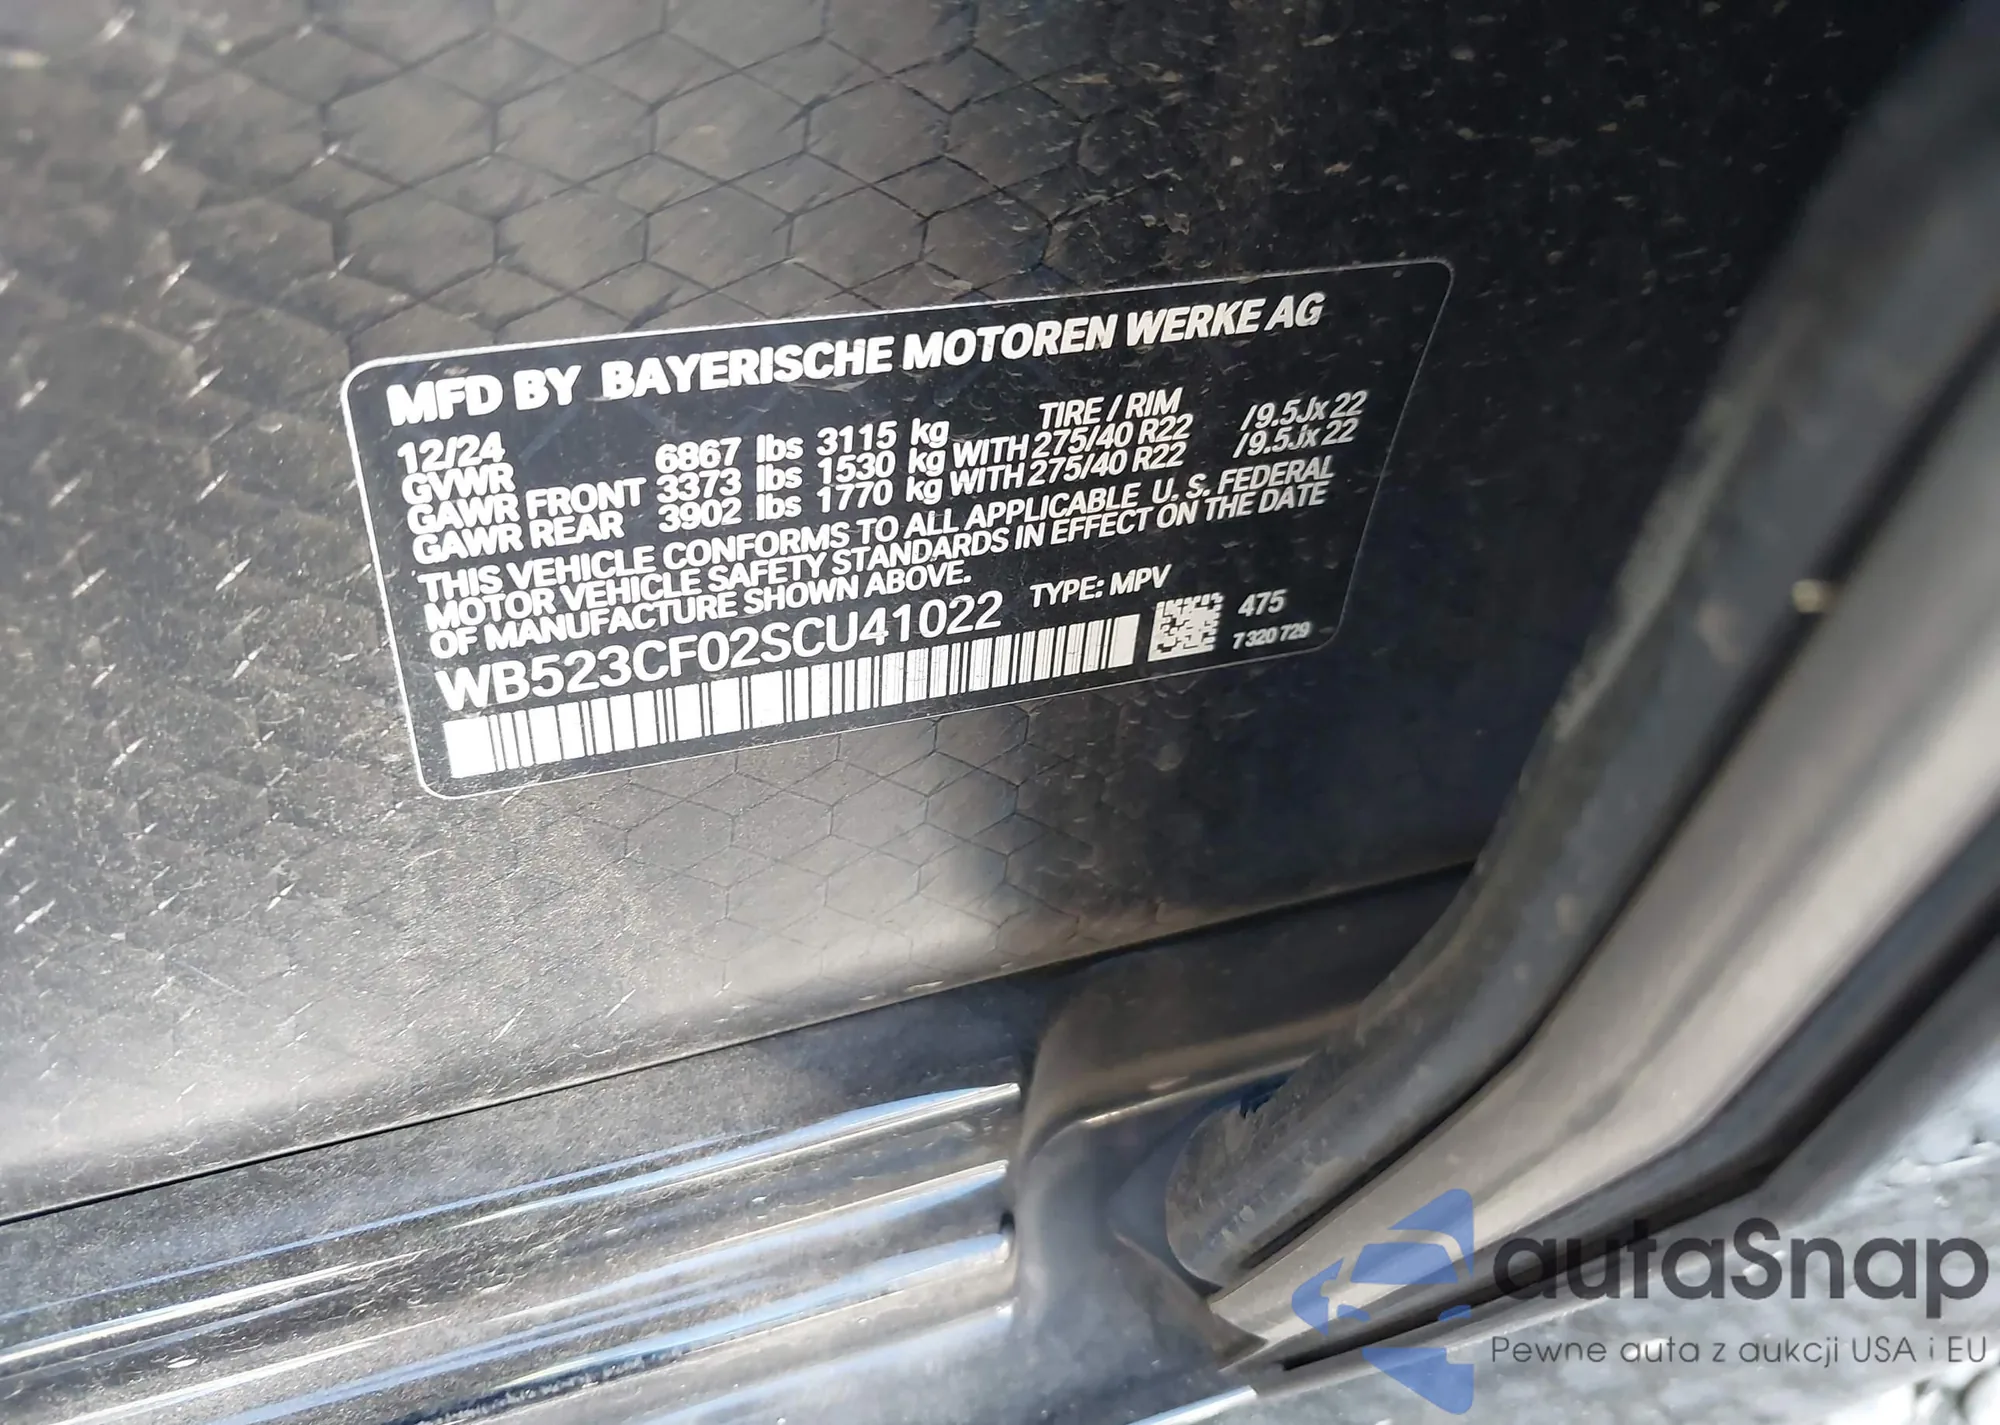 MFD BY BAYERISCHE MOTOREN WERKE AG
12/24 TIRE / RIM
GVWR 6867 lbs 3115 kg
GAWR FRONT 3373 lbs 1530 kg WITH 275/40 R22 /9.5Jx22
GAWR REAR 3902 lbs 1770 kg WITH 275/40 R22 /9.5Jx22
THIS VEHICLE CONFORMS TO ALL APPLICABLE U. S. FEDERAL
MOTOR VEHICLE SAFETY STANDARDS IN EFFECT ON THE DATE
OF MANUFACTURE SHOWN ABOVE.
WB523CF02SCU41022 TYPE: MPV
475
7 320 729
autaSnap
Pewne auta z aukcji USA i EU